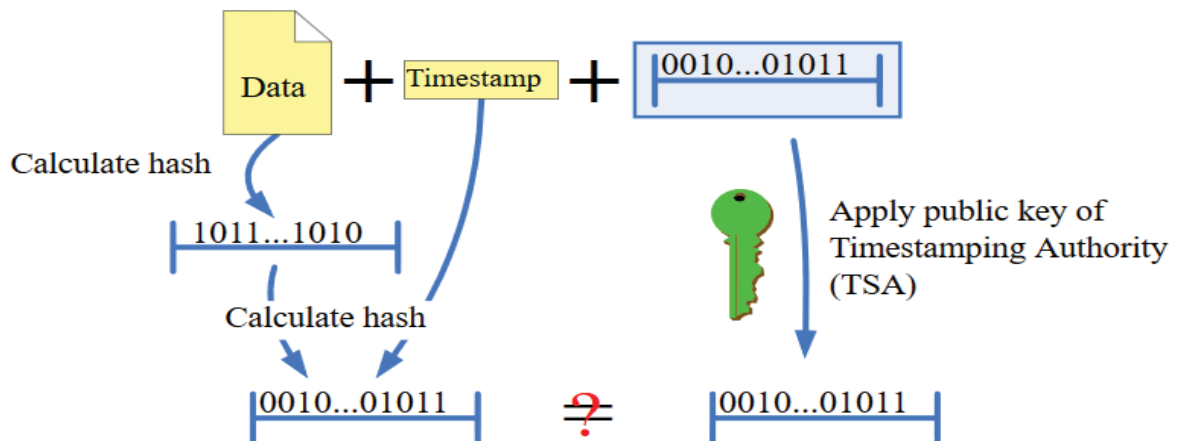 Data + Timestamp + 0010...01011
Calculate hash
1011...1010
Apply public key of
Timestamping Authority
(TSA)
Calculate hash
0010...01011 =? 0010...01011